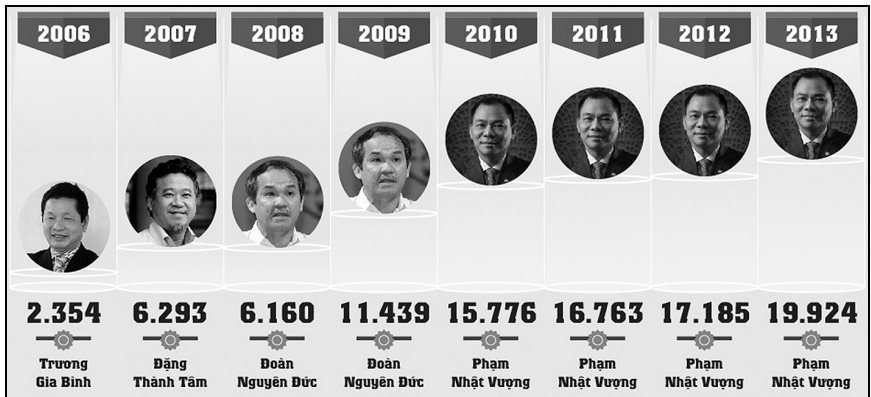 2006 2007 2008 2009 2010 2011 2012 2013
2.354 6.293 6.160 11.439 15.776 16.763 17.185 19.924
Trương Đặng Đoàn Đoàn Phạm Phạm Phạm Phạm
Gia Bình Thành Tâm Nguyên Đức Nguyên Đức Nhật Vượng Nhật Vượng Nhật Vượng Nhật Vượng